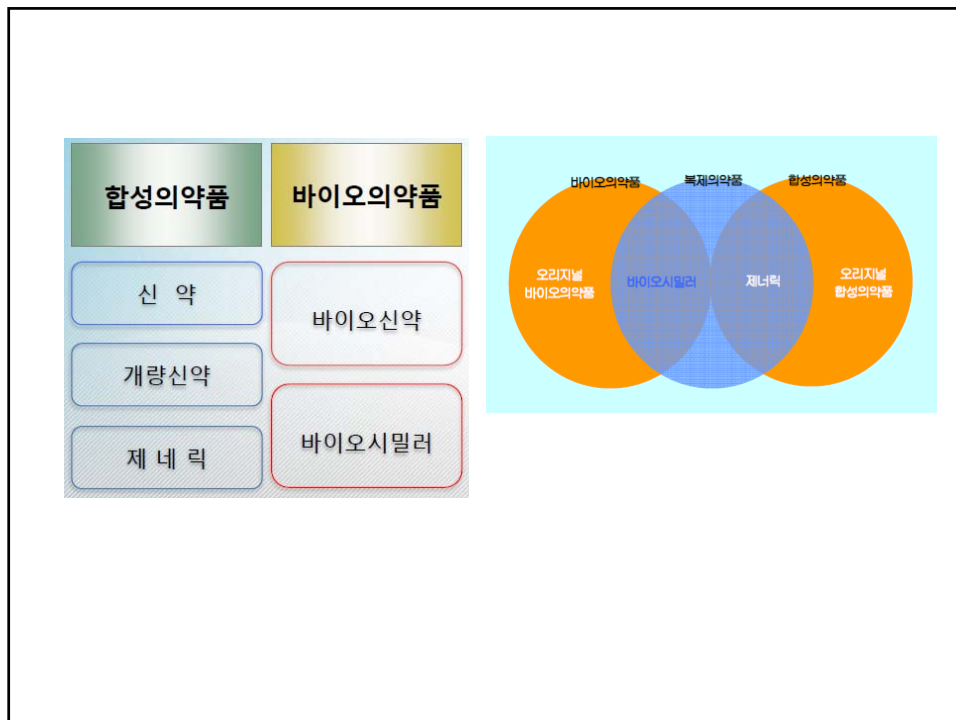 합성의약품
바이오의약품
신 약
개량신약
제 네 릭
바이오신약
바이오시밀러
바이오의약품
복제의약품
합성의약품
오리지널
바이오의약품
바이오시밀러
제너릭
오리지널
합성의약품